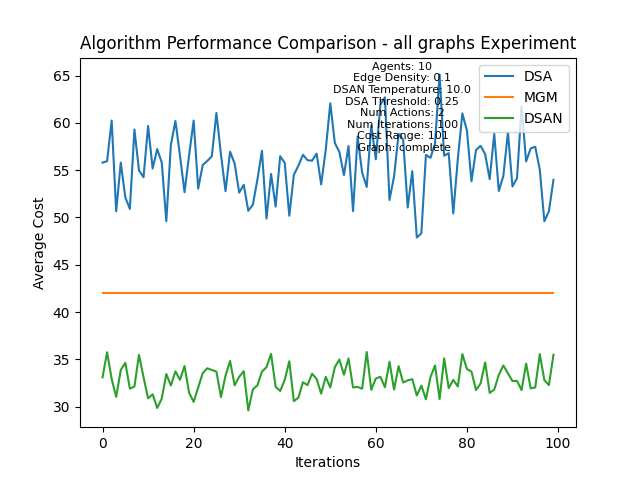 Algorithm Performance Comparison - all graphs Experiment
Agents: 10
Edge Density: 0.1
DSAN Temperature: 10.0
DSA Threshold: 0.25
Num Actions: 2
Num Iterations: 100
Cost Range: 101
Graph: complete
DSA
MGM
DSAN
Average Cost
65
60
55
50
45
40
35
30
0
20
40
60
80
100
Iterations